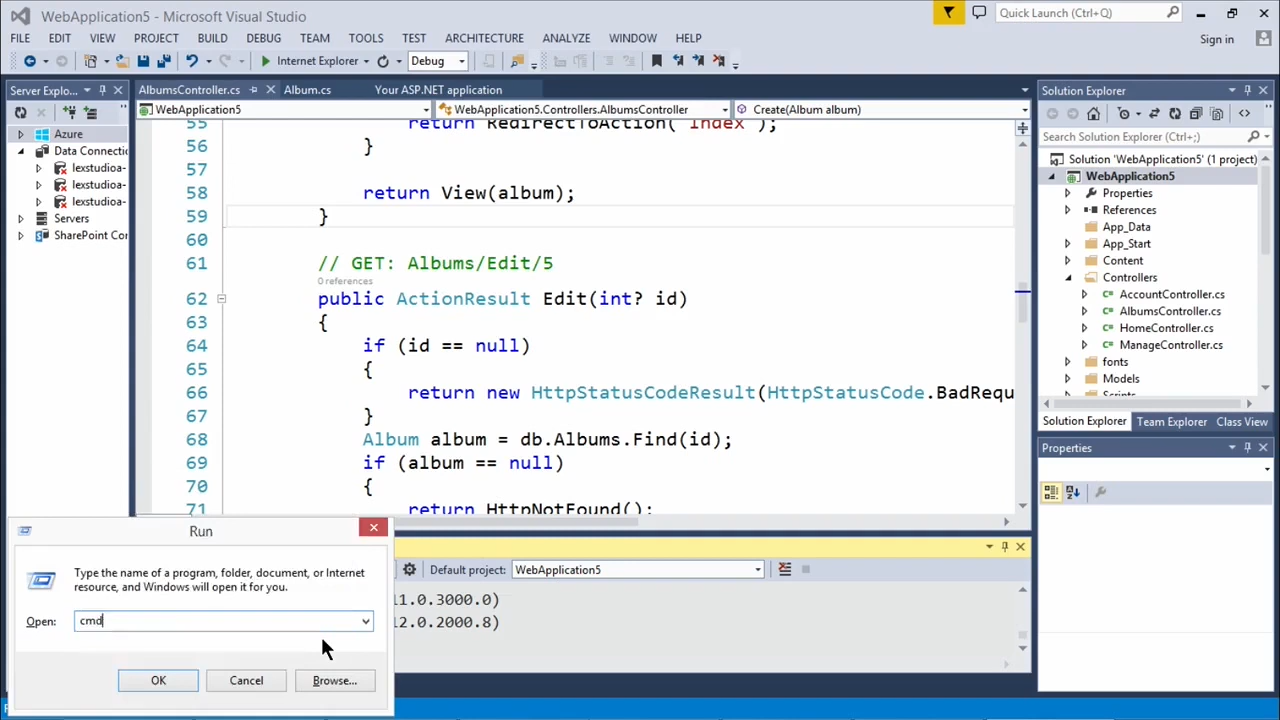 WebApplication5 - Microsoft Visual Studio
Quick Launch (Ctrl+Q)
FILE EDIT VIEW PROJECT BUILD DEBUG TEAM TOOLS TEST ARCHITECTURE ANALYZE WINDOW HELP
Sign in
Internet Explorer Debug
Server Explo...
Azure
Data Connectio
lexstudioa-
lexstudioa-
lexstudioa-
Servers
SharePoint Cor
AlbumsController.cs Album.cs Your ASP.NET application
WebApplication5 WebApplication5.Controllers.AlbumsController Create(Album album)
55 return RedirectToAction("Index");
56 }
57
58 return View(album);
59 }
60
61 // GET: Albums/Edit/5
0 references
62 public ActionResult Edit(int? id)
63 {
64 if (id == null)
65 {
66 return new HttpStatusCodeResult(HttpStatusCode.BadRequ
67 }
68 Album album = db.Albums.Find(id);
69 if (album == null)
70 {
71 return HttpNotFound();
Solution Explorer
Search Solution Explorer (Ctrl+;)
Solution 'WebApplication5' (1 project)
WebApplication5
Properties
References
App_Data
App_Start
Content
Controllers
AccountController.cs
AlbumsController.cs
HomeController.cs
ManageController.cs
fonts
Models
Scripts
Solution Explorer Team Explorer Class View
Properties
Default project: WebApplication5
11.0.3000.0)
12.0.2000.8)
Run
Type the name of a program, folder, document, or Internet
resource, and Windows will open it for you.
Open: cmd
OK Cancel Browse...